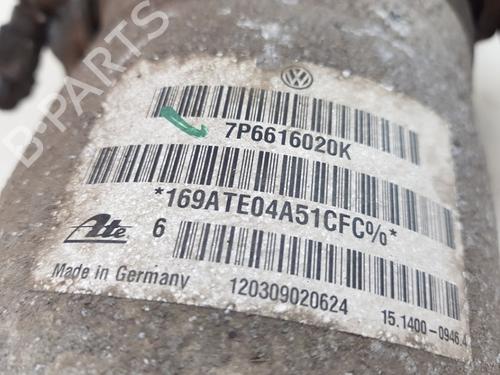 B-PARTS
7P6616020K
*169ATE04A51CFC%*
Ate 6
Made in Germany
120309020624
15.1400-0946.4